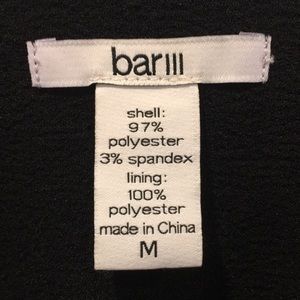 bar III
shell:
97%
polyester
3% spandex
lining:
100%
polyester
made in China
M